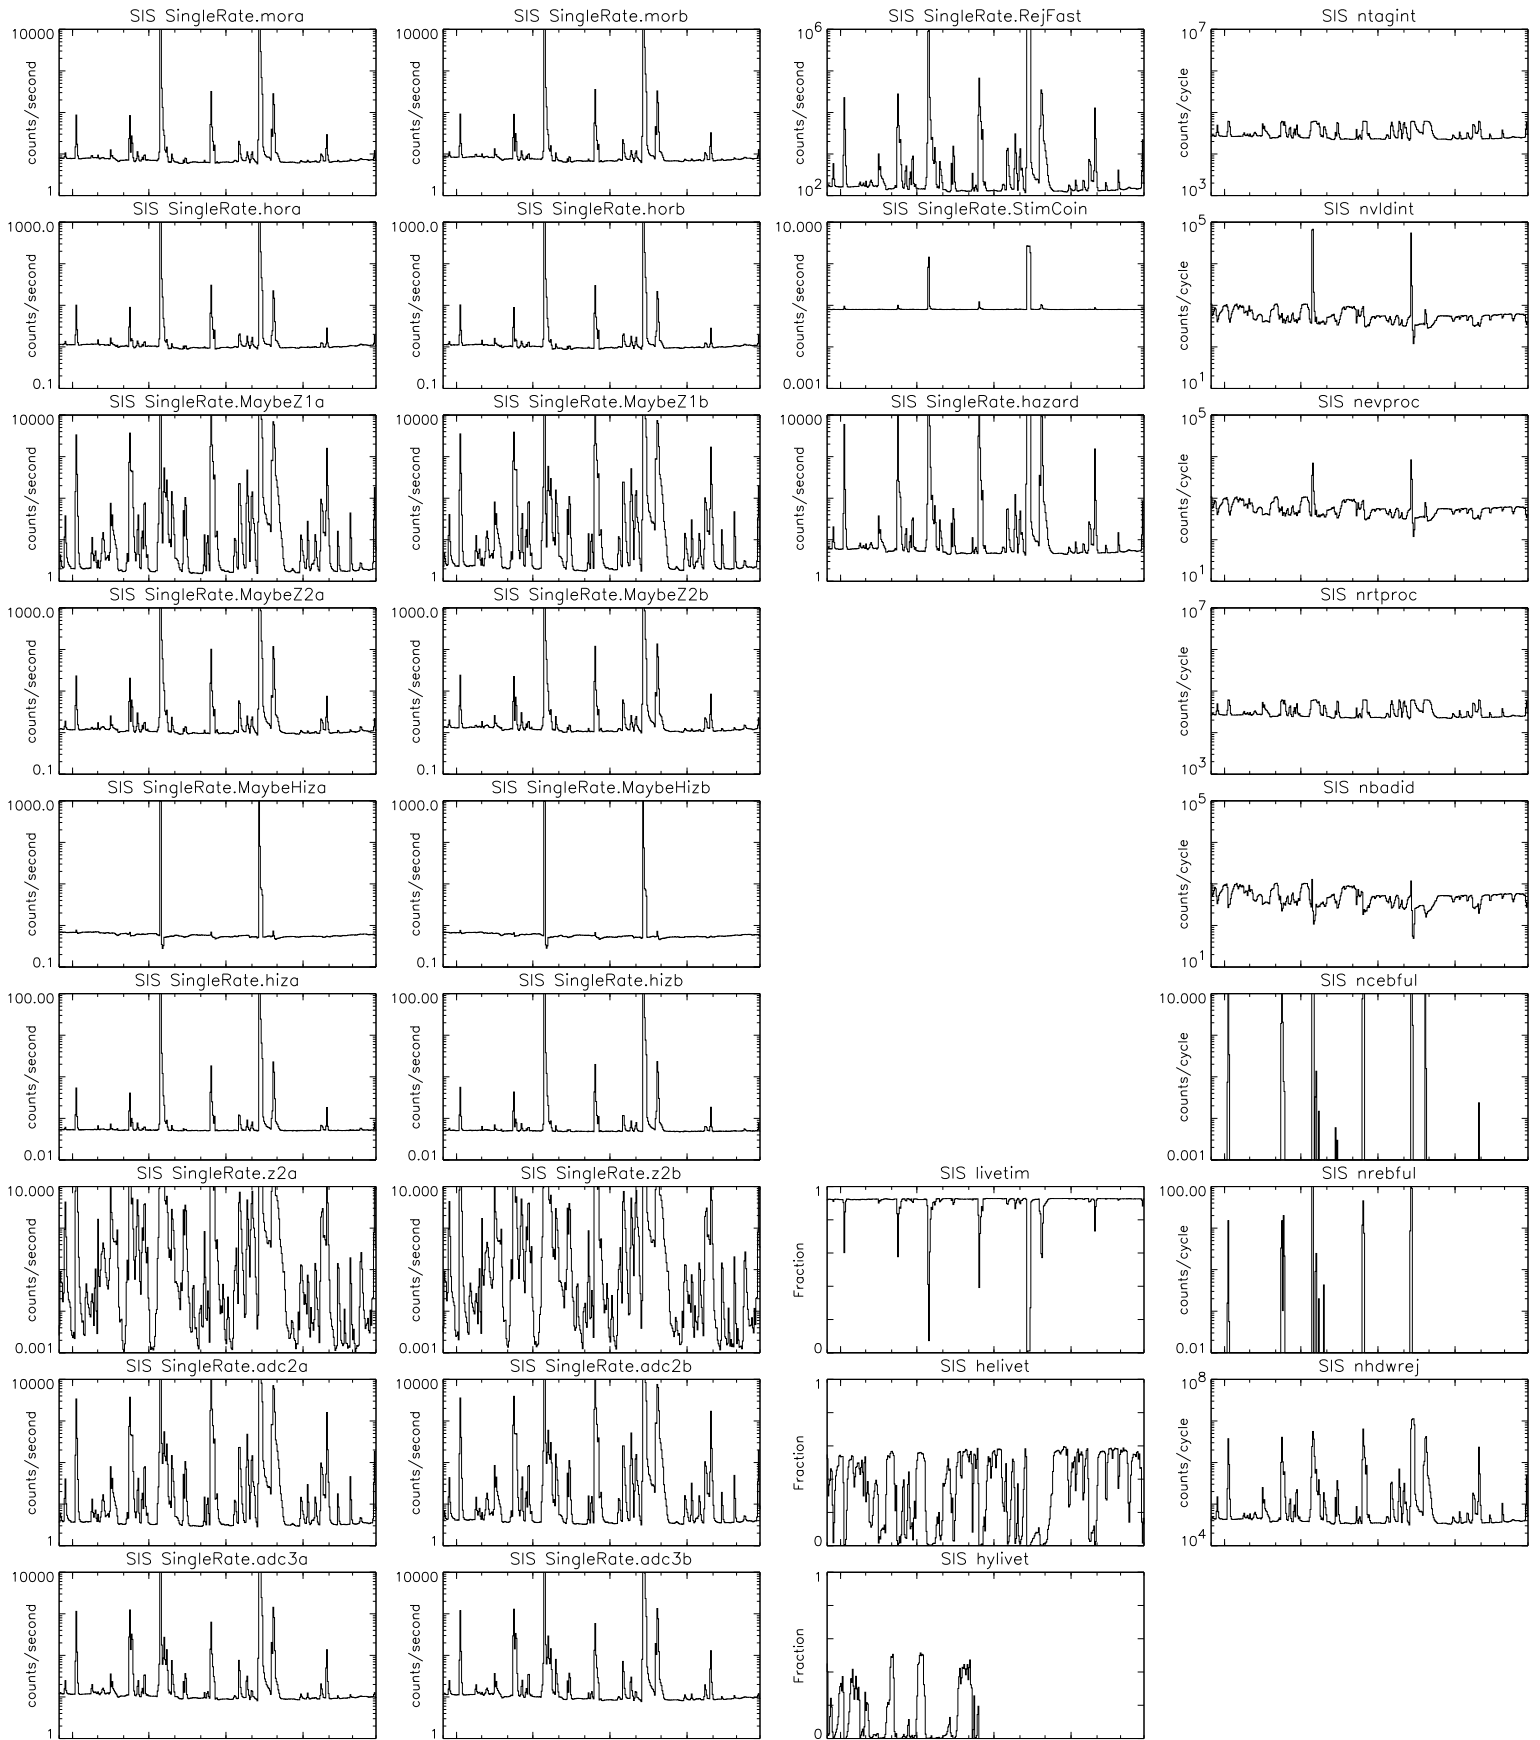 SIS SingleRate.mora
10000
counts/second
1
SIS SingleRate.morb
10000
counts/second
1
SIS SingleRate.RejFast
10^6
counts/second
10^2
SIS ntagint
10^7
counts/cycle
10^3
SIS SingleRate.hora
1000.0
counts/second
0.1
SIS SingleRate.horb
1000.0
counts/second
0.1
SIS SingleRate.StimCoin
10.000
counts/second
0.001
SIS nvldint
10^5
counts/cycle
10^1
SIS SingleRate.MaybeZ1a
10000
counts/second
1
SIS SingleRate.MaybeZ1b
10000
counts/second
1
SIS SingleRate.hazard
10000
counts/second
1
SIS nevproc
10^5
counts/cycle
10^1
SIS SingleRate.MaybeZ2a
1000.0
counts/second
0.1
SIS SingleRate.MaybeZ2b
1000.0
counts/second
0.1
SIS nrtproc
10^7
counts/cycle
10^3
SIS SingleRate.MaybeHiza
1000.0
counts/second
0.1
SIS SingleRate.MaybeHizb
1000.0
counts/second
0.1
SIS nbadid
10^5
counts/cycle
10^1
SIS SingleRate.hiza
100.00
counts/second
0.01
SIS SingleRate.hizb
100.00
counts/second
0.01
SIS ncebful
10.000
counts/cycle
0.001
SIS SingleRate.z2a
10.000
counts/second
0.001
SIS SingleRate.z2b
10.000
counts/second
0.001
SIS livetim
1
Fraction
0
SIS nrebful
100.00
counts/cycle
0.01
SIS SingleRate.adc2a
10000
counts/second
1
SIS SingleRate.adc2b
10000
counts/second
1
SIS helivet
1
Fraction
0
SIS nhdwrej
10^8
counts/cycle
10^4
SIS SingleRate.adc3a
10000
counts/second
1
SIS SingleRate.adc3b
10000
counts/second
1
SIS hylivet
1
Fraction
0